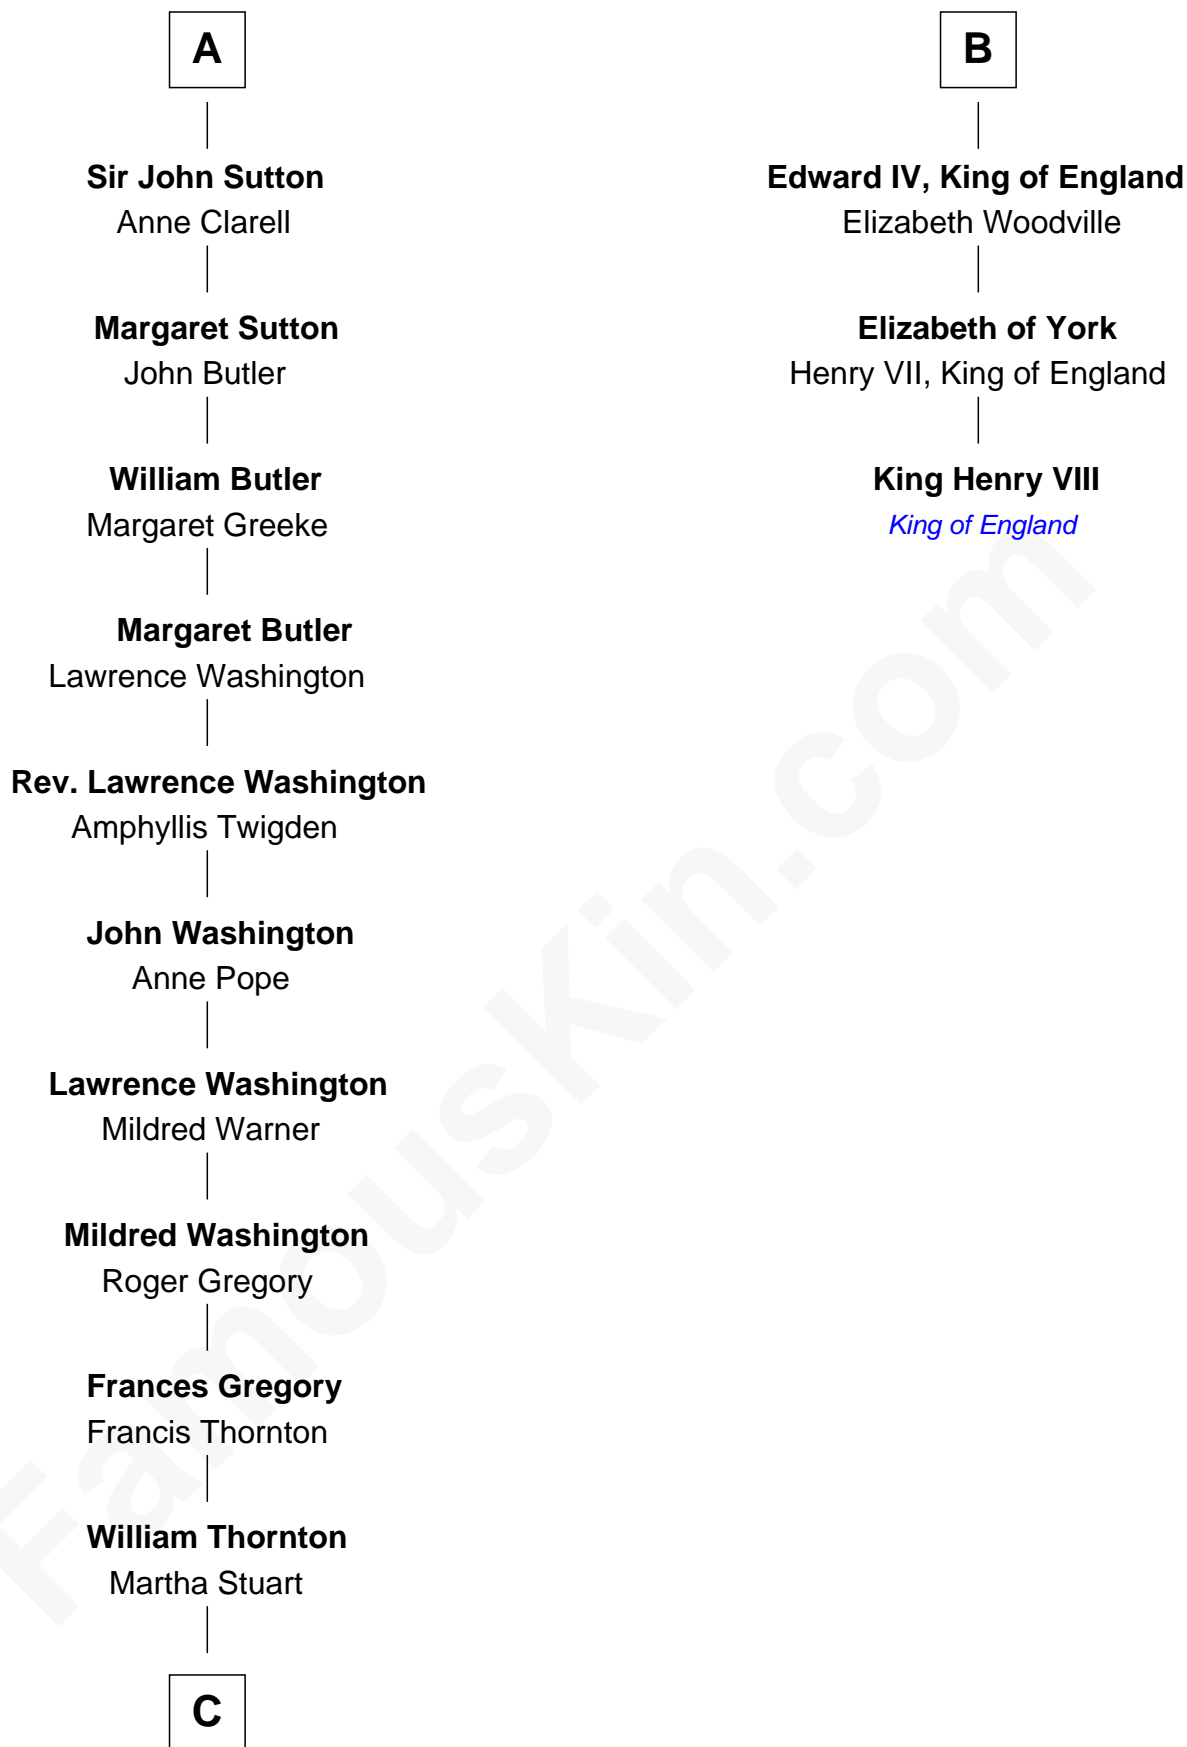 A
Sir John Sutton
Anne Clarell
Margaret Sutton
John Butler
William Butler
Margaret Greeke
Margaret Butler
Lawrence Washington
Rev. Lawrence Washington
Amphyllis Twigden
John Washington
Anne Pope
Lawrence Washington
Mildred Warner
Mildred Washington
Roger Gregory
Frances Gregory
Francis Thornton
William Thornton
Martha Stuart
C
B
Edward IV, King of England
Elizabeth Woodville
Elizabeth of York
Henry VII, King of England
King Henry VIII
King of England
FamousKin.com